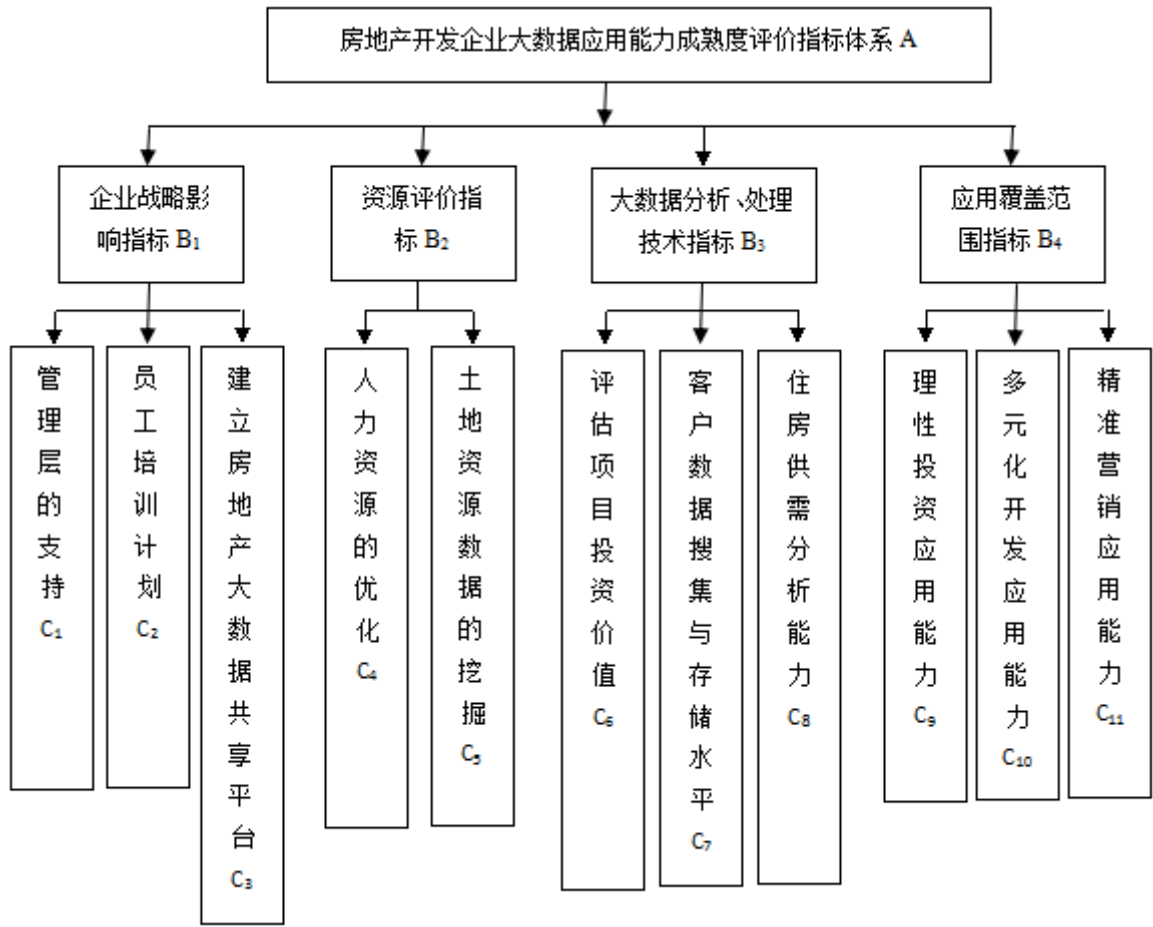 房地产开发企业大数据应用能力成熟度评价指标体系 A
企业战略影
响指标 B₁
资源评价指
标 B₂
大数据分析、处理
技术指标 B₃
应用覆盖范
围指标 B₄
管理层的支持 C₁
员工培训计划 C₂
建立房地产大数据共享平台 C₃
人力资源的优化 C₄
土地资源数据的挖掘 C₅
评估项目投资价值 C₆
客户数据搜集与存储水平 C₇
住房供需分析能力 C₈
理性投资应用能力 C₉
多元化开发应用能力 C₁₀
精准营销应用能力 C₁₁